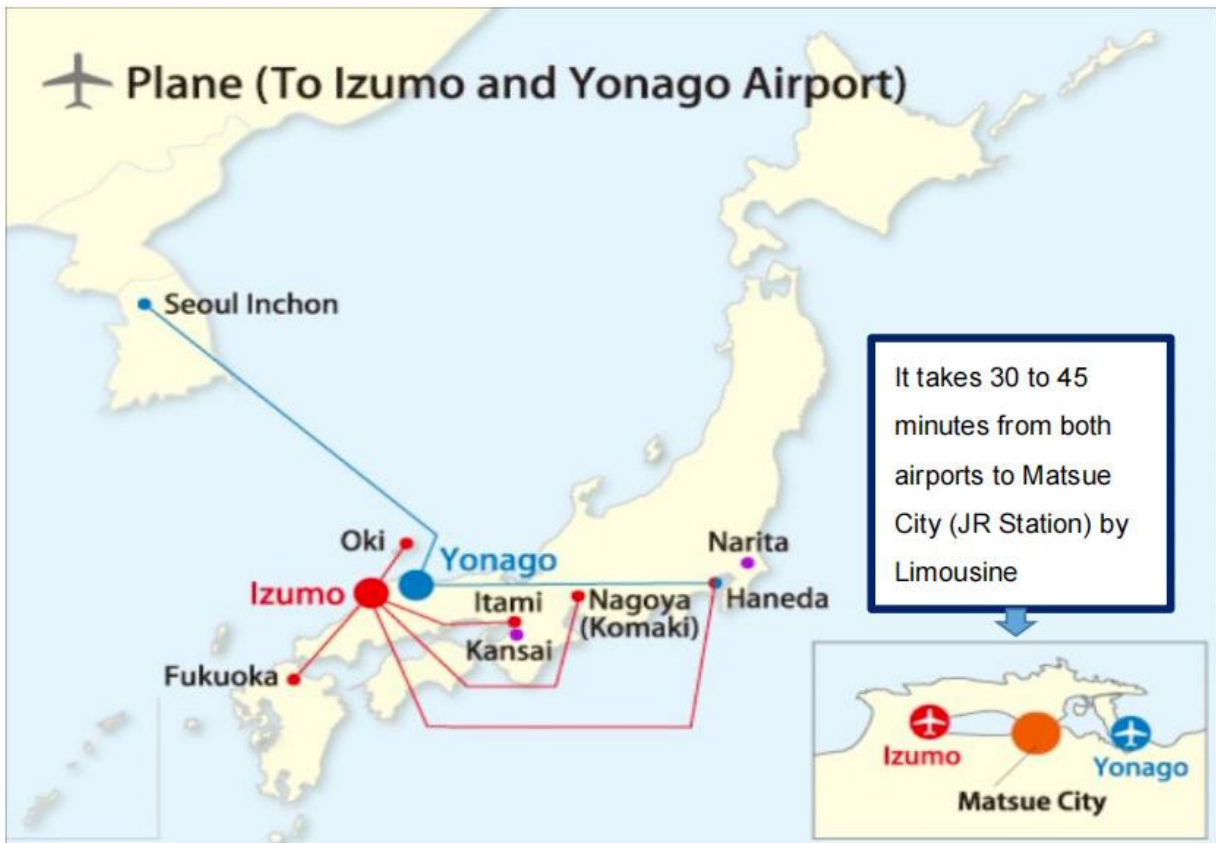 Plane (To Izumo and Yonago Airport)
Seoul Inchon
It takes 30 to 45
minutes from both
airports to Matsue
City (JR Station) by
Limousine
Oki
Yonago
Narita
Izumo
Itami
Nagoya
(Komaki)
Haneda
Kansai
Fukuoka
Izumo
Yonago
Matsue City